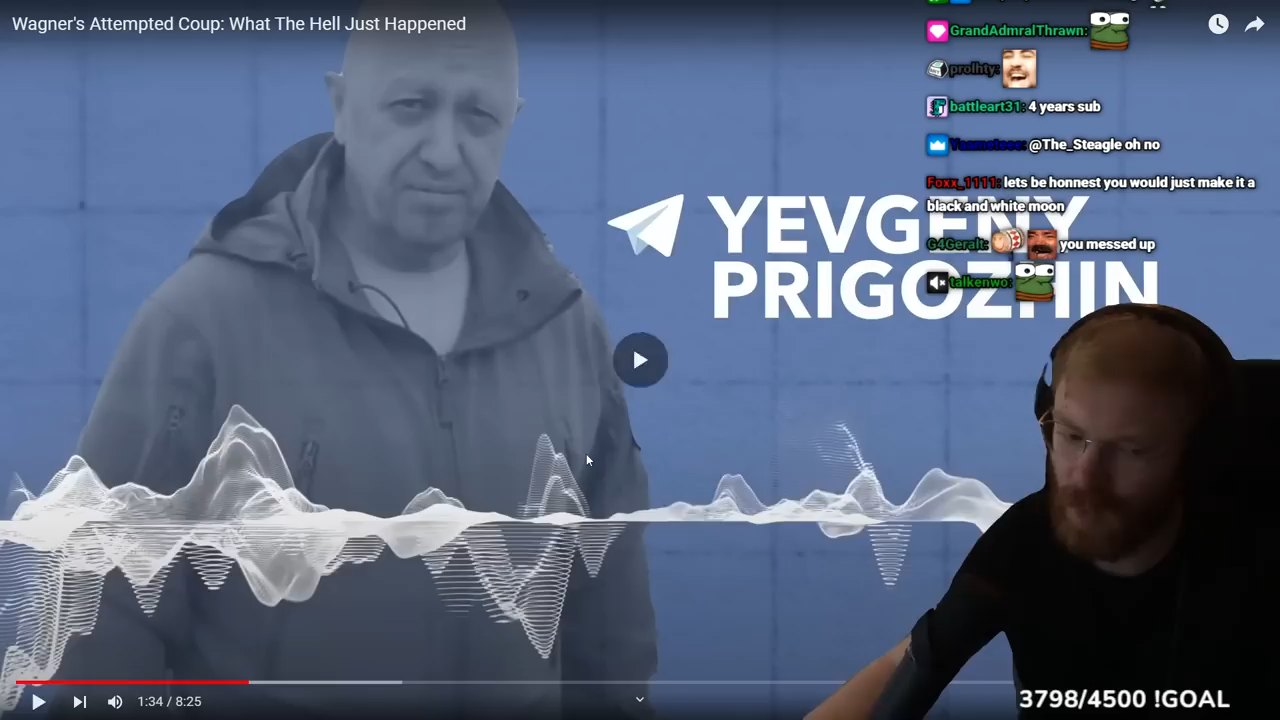 Wagner's Attempted Coup: What The Hell Just Happened
GrandAdmralThrawn:
prolhty:
battleart31: 4 years sub
Yaameteee: @The_Steagle oh no
Foxx_1111: lets be honnest you would just make it a
black and white moon
G4Geralt: you messed up
talkenwo:
YEVGENY
PRIGOZHIN
1:34 / 8:25
3798/4500 !GOAL